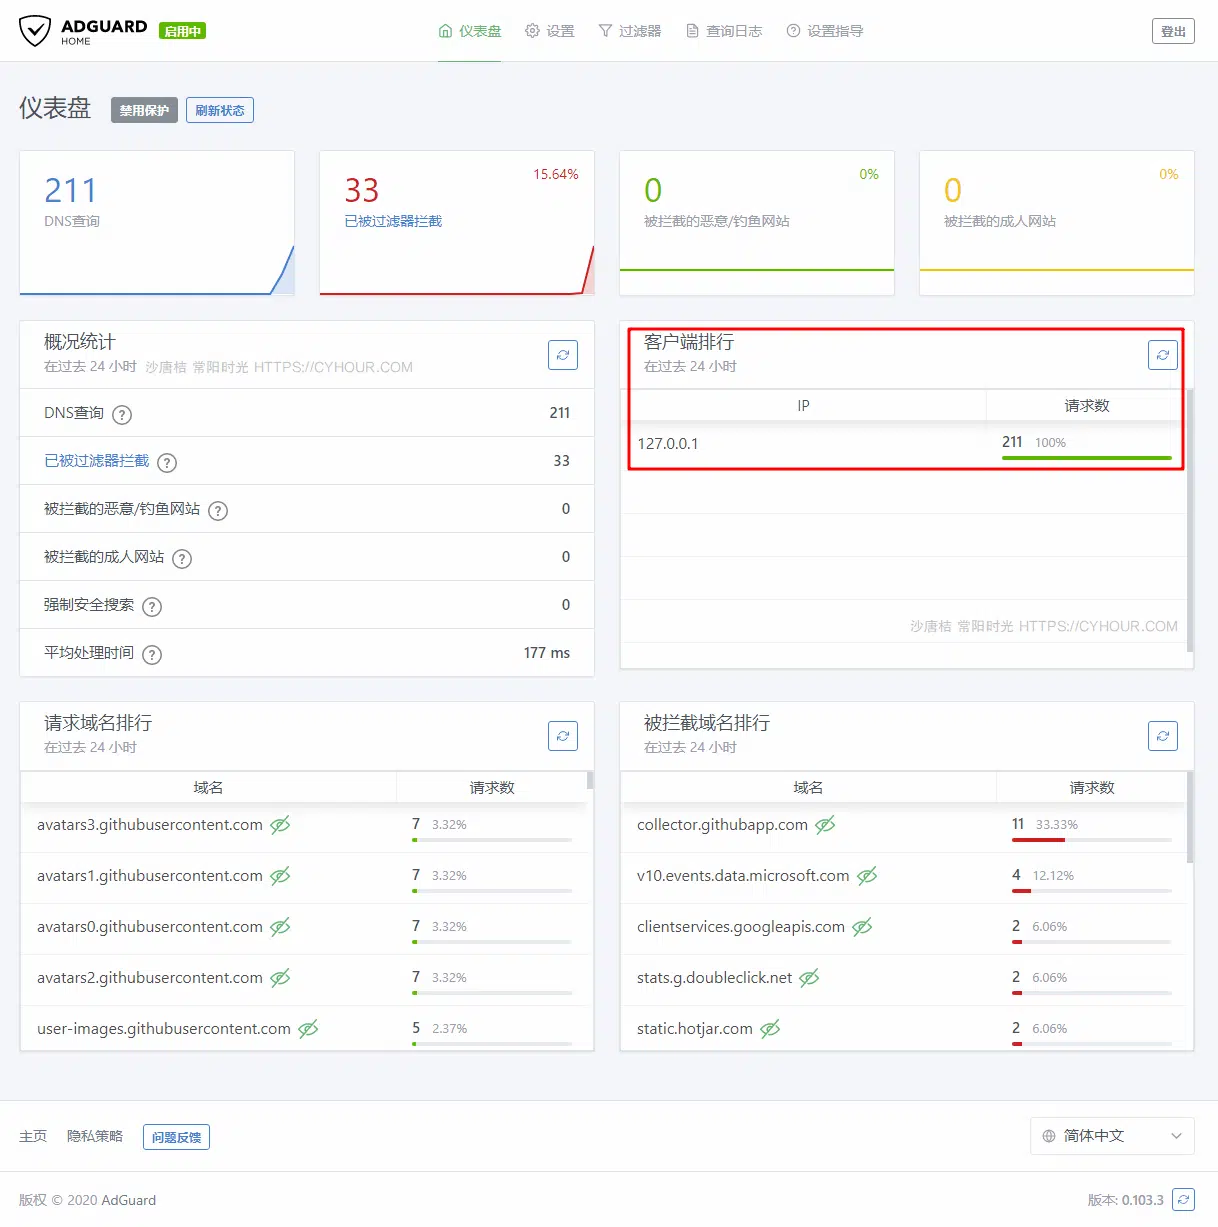 ADGUARD
HOME
启用中
仪表盘
设置
过滤器
查询日志
设置指导
登出
仪表盘
禁用保护
刷新状态
211
DNS查询
33
15.64%
已被过滤器拦截
0
0%
被拦截的恶意/钓鱼网站
0
0%
被拦截的成人网站
概况统计
在过去 24 小时
沙唐桔 常阳时光 HTTPS://CYHOUR.COM
DNS查询 ? 211
已被过滤器拦截 ? 33
被拦截的恶意/钓鱼网站 ? 0
被拦截的成人网站 ? 0
强制安全搜索 ? 0
平均处理时间 ? 177 ms
客户端排行
在过去 24 小时
IP 请求数
127.0.0.1 211 100%
沙唐桔 常阳时光 HTTPS://CYHOUR.COM
请求域名排行
在过去 24 小时
域名 请求数
avatars3.githubusercontent.com 7 3.32%
avatars1.githubusercontent.com 7 3.32%
avatars0.githubusercontent.com 7 3.32%
avatars2.githubusercontent.com 7 3.32%
user-images.githubusercontent.com 5 2.37%
被拦截域名排行
在过去 24 小时
域名 请求数
collector.githubapp.com 11 33.33%
v10.events.data.microsoft.com 4 12.12%
clientservices.googleapis.com 2 6.06%
stats.g.doubleclick.net 2 6.06%
static.hotjar.com 2 6.06%
主页
隐私策略
问题反馈
简体中文
版权 © 2020 AdGuard
版本: 0.103.3